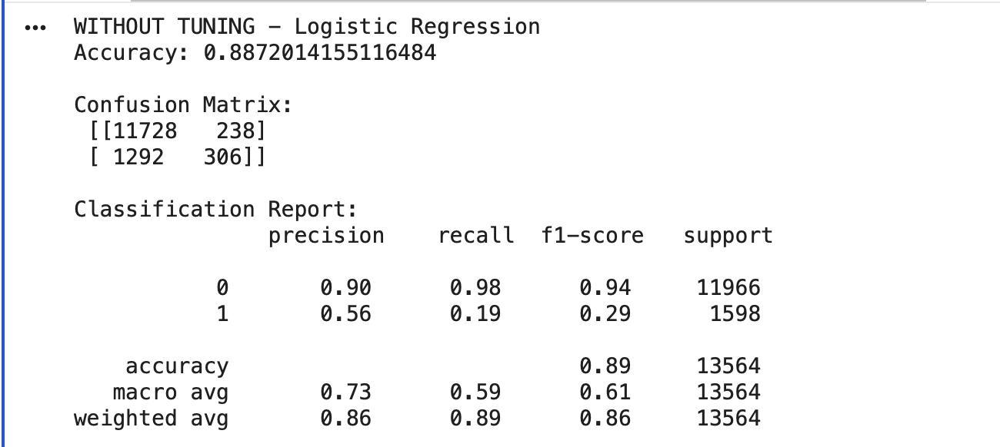 WITHOUT TUNING – Logistic Regression
Accuracy: 0.8872014155116484
Confusion Matrix:
[[11728   238]
[ 1292   306]]
Classification Report:
precision    recall  f1–score   support
0       0.90      0.98      0.94     11966
1       0.56      0.19      0.29      1598
accuracy                           0.89     13564
macro avg       0.73      0.59      0.61     13564
weighted avg       0.86      0.89      0.86     13564